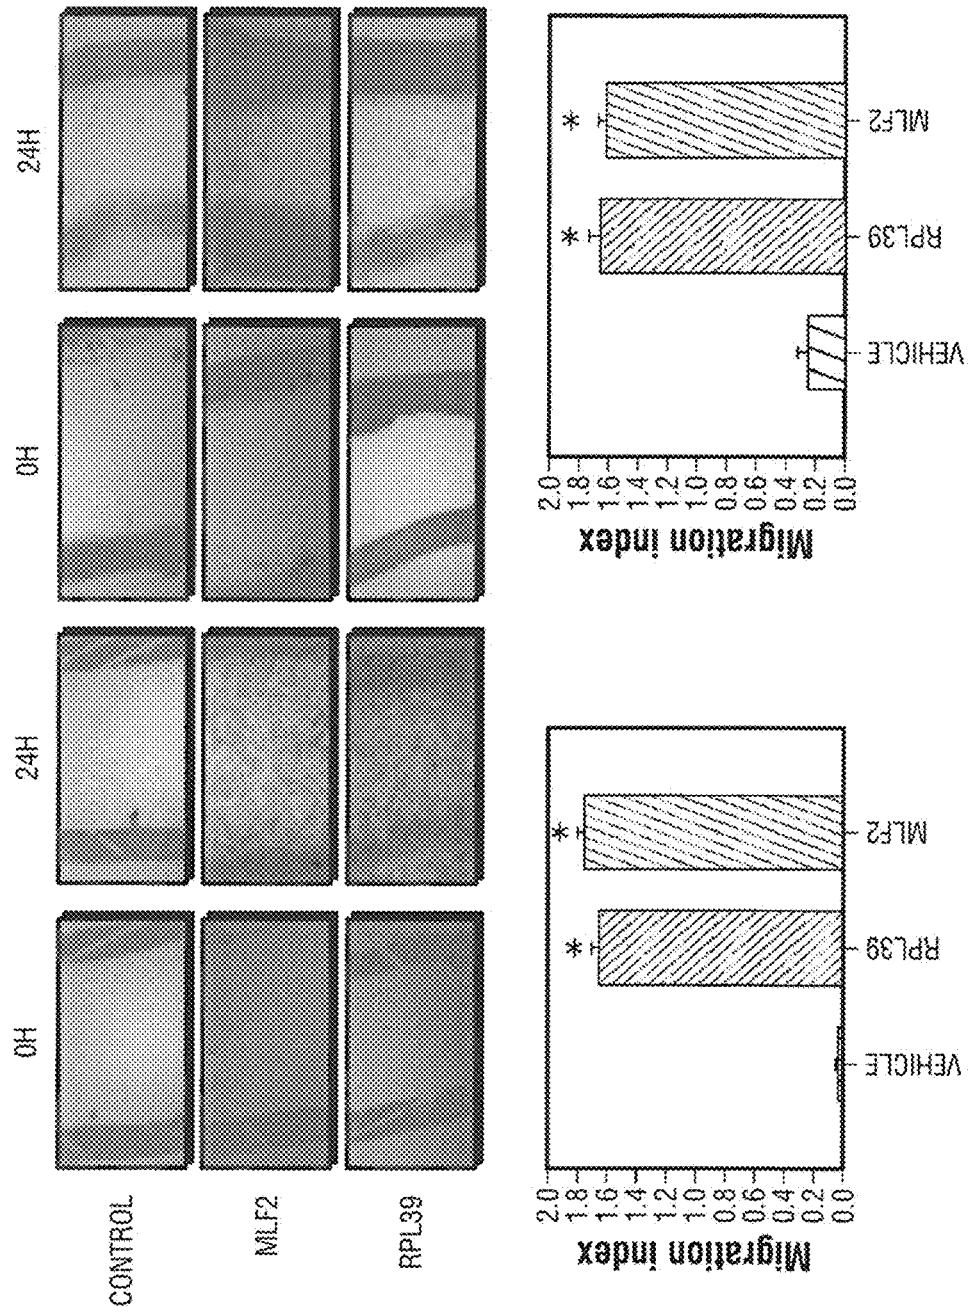 0H
24H
0H
24H
CONTROL
MLF2
RPL39
Migration index
2.0
1.8
1.6
1.4
1.2
1.0
0.8
0.6
0.4
0.2
0.0
VEHICLE
RPL39
*
MLF2
*
Migration index
2.0
1.8
1.6
1.4
1.2
1.0
0.8
0.6
0.4
0.2
0.0
VEHICLE
RPL39
*
MLF2
*